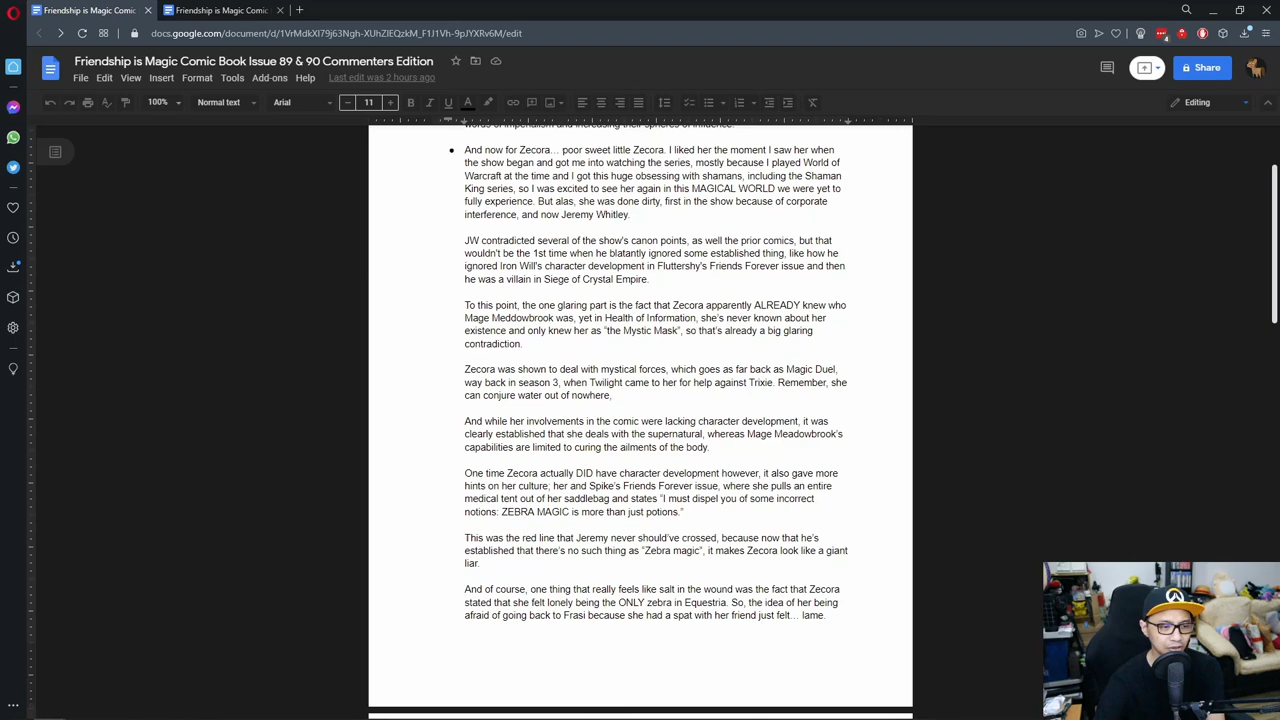 Friendship is Magic Comic
Friendship is Magic Comic
docs.google.com/document/d/1VrMdkXl79j63Ngh-XUhZlEQzkM_F1J1Vh-9pJYXRv6M/edit
Friendship is Magic Comic Book Issue 89 & 90 Commenters Edition
File Edit View Insert Format Tools Add-ons Help Last edit was 2 hours ago
Share
100% Normal text Arial 11 Editing
words of imperialism and increasing their spheres of influence.
And now for Zecora… poor sweet little Zecora. I liked her the moment I saw her when
the show began and got me into watching the series, mostly because I played World of
Warcraft at the time and I got this huge obsessing with shamans, including the Shaman
King series, so I was excited to see her again in this MAGICAL WORLD we were yet to
fully experience. But alas, she was done dirty, first in the show because of corporate
interference, and now Jeremy Whitley.
JW contradicted several of the show's canon points, as well the prior comics, but that
wouldn't be the 1st time when he blatantly ignored some established thing, like how he
ignored Iron Will's character development in Fluttershy's Friends Forever issue and then
he was a villain in Siege of Crystal Empire.
To this point, the one glaring part is the fact that Zecora apparently ALREADY knew who
Mage Meddowbrook was, yet in Health of Information, she's never known about her
existence and only knew her as "the Mystic Mask", so that's already a big glaring
contradiction.
Zecora was shown to deal with mystical forces, which goes as far back as Magic Duel,
way back in season 3, when Twilight came to her for help against Trixie. Remember, she
can conjure water out of nowhere,
And while her involvements in the comic were lacking character development, it was
clearly established that she deals with the supernatural, whereas Mage Meadowbrook's
capabilities are limited to curing the ailments of the body.
One time Zecora actually DID have character development however, it also gave more
hints on her culture; her and Spike's Friends Forever issue, where she pulls an entire
medical tent out of her saddlebag and states "I must dispel you of some incorrect
notions: ZEBRA MAGIC is more than just potions."
This was the red line that Jeremy never should've crossed, because now that he's
established that there's no such thing as "Zebra magic", it makes Zecora look like a giant
liar.
And of course, one thing that really feels like salt in the wound was the fact that Zecora
stated that she felt lonely being the ONLY zebra in Equestria. So, the idea of her being
afraid of going back to Frasi because she had a spat with her friend just felt… lame.